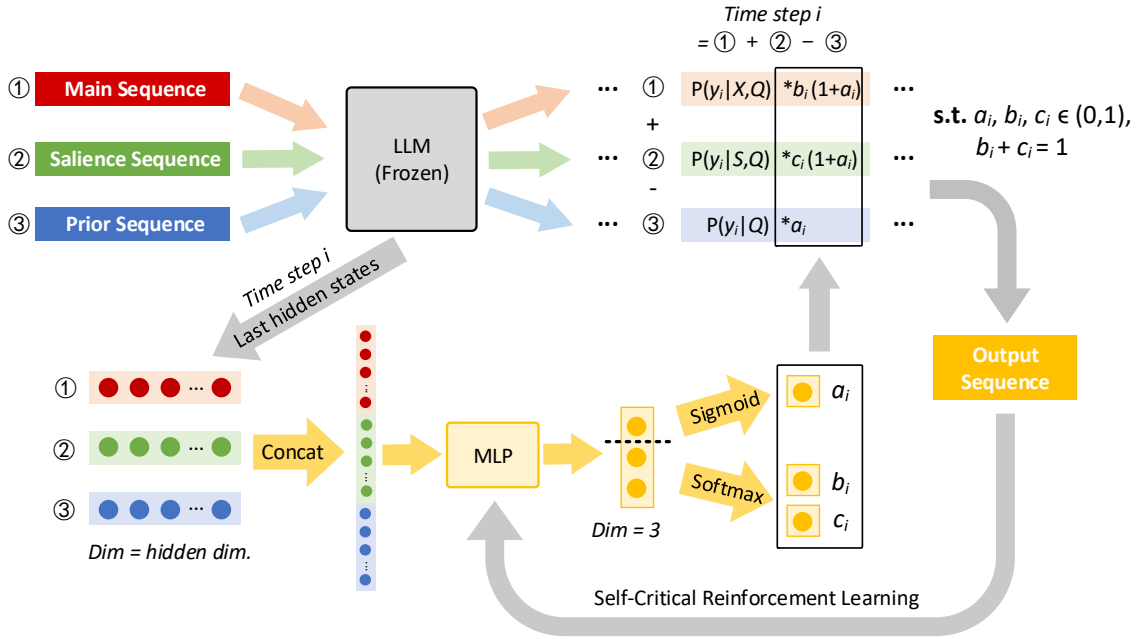 Time step i
= ① + ② − ③
① Main Sequence
② Salience Sequence
③ Prior Sequence
LLM
(Frozen)
... ① P(yᵢ|X,Q) *bᵢ(1+aᵢ) ...
+
... ② P(yᵢ|S,Q) *cᵢ(1+aᵢ) ...
-
... ③ P(yᵢ|Q) *aᵢ ...
s.t. aᵢ, bᵢ, cᵢ ϵ (0,1),
bᵢ + cᵢ = 1
Time step i
Last hidden states
① ...
② ...
③ ...
Dim = hidden dim.
Concat
...
...
...
MLP
Dim = 3
Sigmoid
Softmax
aᵢ
bᵢ
cᵢ
Output
Sequence
Self-Critical Reinforcement Learning